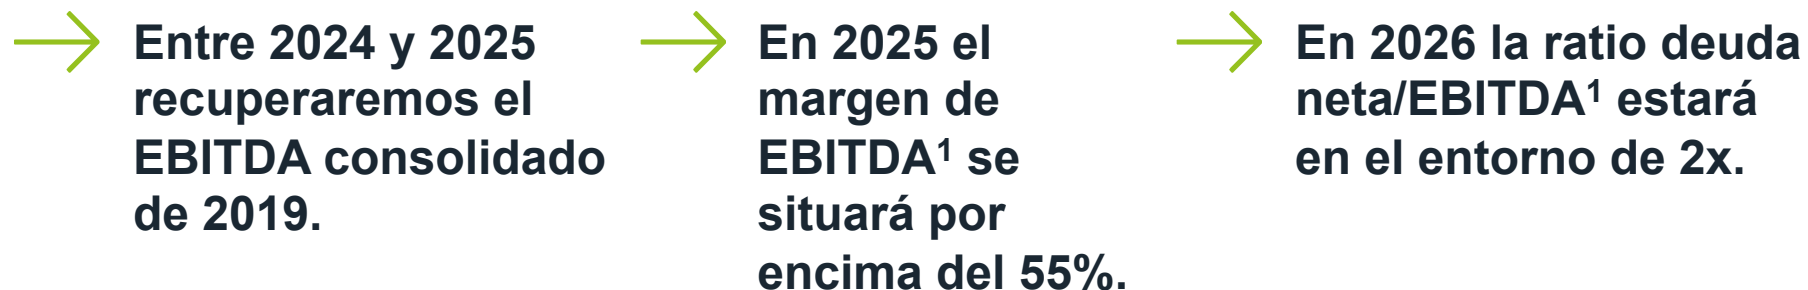 Entre 2024 y 2025
recuperaremos el
EBITDA consolidado
de 2019.
En 2025 el
margen de
EBITDA¹ se
situará por
encima del 55%.
En 2026 la ratio deuda
neta/EBITDA¹ estará
en el entorno de 2x.